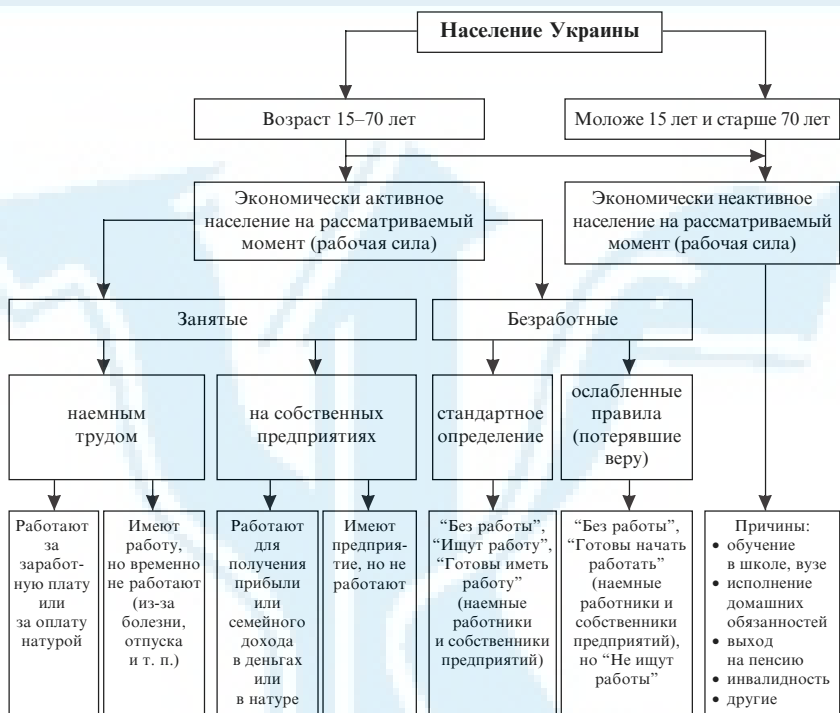 Население Украины
Возраст 15–70 лет
Моложе 15 лет и старше 70 лет
Экономически активное
население на рассматриваемый
момент (рабочая сила)
Экономически неактивное
население на рассматриваемый
момент (рабочая сила)
Занятые
Безработные
наемным
трудом
на собственных
предприятиях
стандартное
определение
ослабленные
правила
(потерявшие
веру)
Работают
за
заработ-
ную плату
или
за оплату
натурой
Имеют
работу,
но временно
не работают
(из-за
болезни,
отпуска
и т. п.)
Работают
для
получения
прибыли
или
семейного
дохода
в деньгах
или
в натуре
Имеют
предприя-
тие, но не
работают
“Без работы”,
“Ищут работу”,
“Готовы иметь
работу”
(наемные
работники
и собственники
предприятий)
“Без работы”,
“Готовы начать
работать”
(наемные
работники и
собственники
предприятий),
но “Не ищут
работы”
Причины:
• обучение
в школе, вузе
• исполнение
домашних
обязанностей
• выход
на пенсию
• инвалидность
• другие